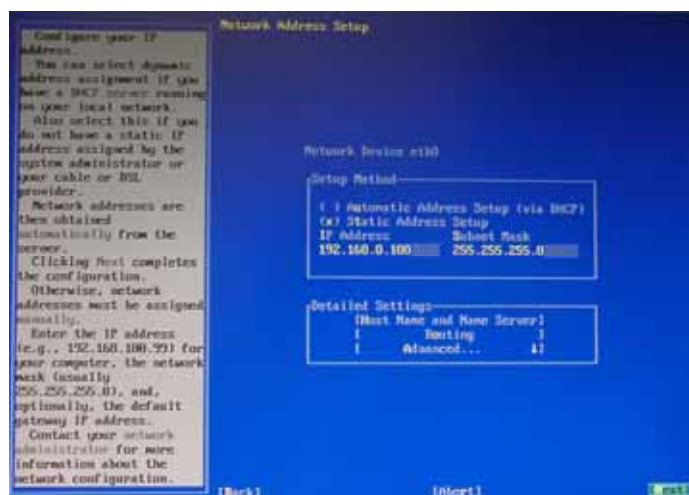 Configure your IP
address.
You can select dynamic
address assignment if you
have a DHCP server running
on your local network.
Also select this if you
do not have a static IP
address assigned by the
system administrator or
your cable or DSL
provider.
Network addresses are
then obtained
automatically from the
server.
Clicking Next completes
the configuration.
Otherwise, network
addresses must be assigned
manually.
Enter the IP address
(e.g., 192.168.100.99) for
your computer, the network
mask (usually
255.255.255.0), and,
optionally, the default
gateway IP address.
Contact your network
administrator for more
information about the
network configuration.
Network Address Setup
Network Device eth0
Setup Method
( ) Automatic Address Setup (via DHCP)
(x) Static Address Setup
IP Address Subnet Mask
192.168.0.100 255.255.255.0
Detailed Settings
[Host Name and Name Server]
[ Routing ]
[ Advanced... ↓]
[Back] [Abort] [Next]